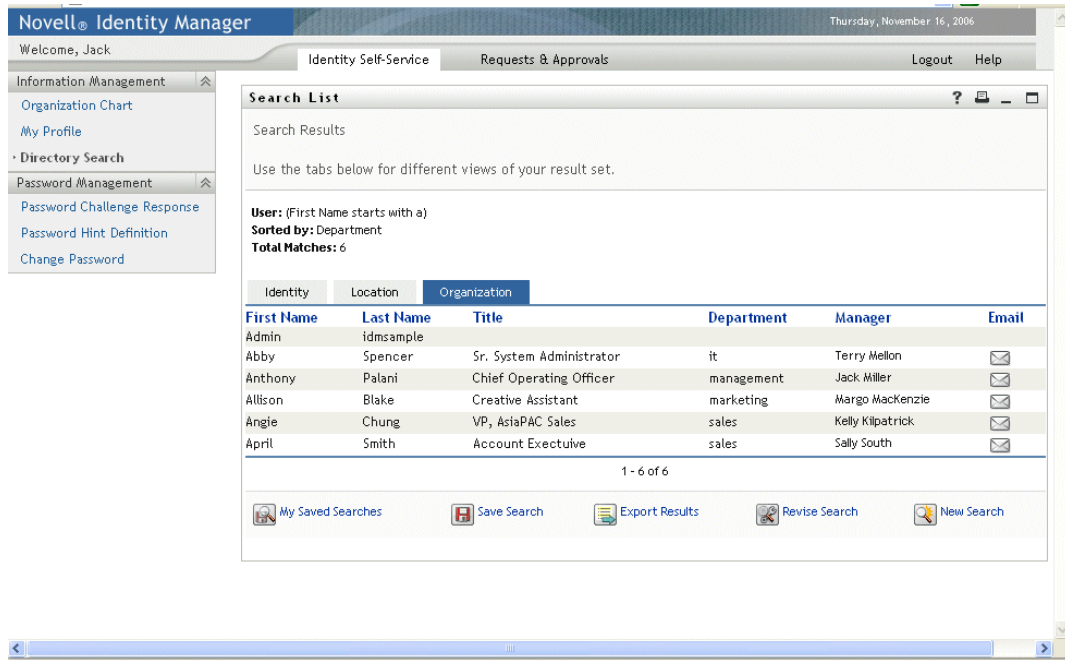 Novell® Identity Manager
Thursday, November 16, 2006
Welcome, Jack
Identity Self-Service Requests & Approvals Logout Help
Information Management
Organization Chart
My Profile
Directory Search
Password Management
Password Challenge Response
Password Hint Definition
Change Password
Search List ?
Search Results
Use the tabs below for different views of your result set.
User: (First Name starts with a)
Sorted by: Department
Total Matches: 6
Identity Location Organization
First Name Last Name Title Department Manager Email
Admin idmsample
Abby Spencer Sr. System Administrator it Terry Mellon
Anthony Palani Chief Operating Officer management Jack Miller
Allison Blake Creative Assistant marketing Margo MacKenzie
Angie Chung VP, AsiaPAC Sales sales Kelly Kilpatrick
April Smith Account Exectuive sales Sally South
1 - 6 of 6
My Saved Searches Save Search Export Results Revise Search New Search